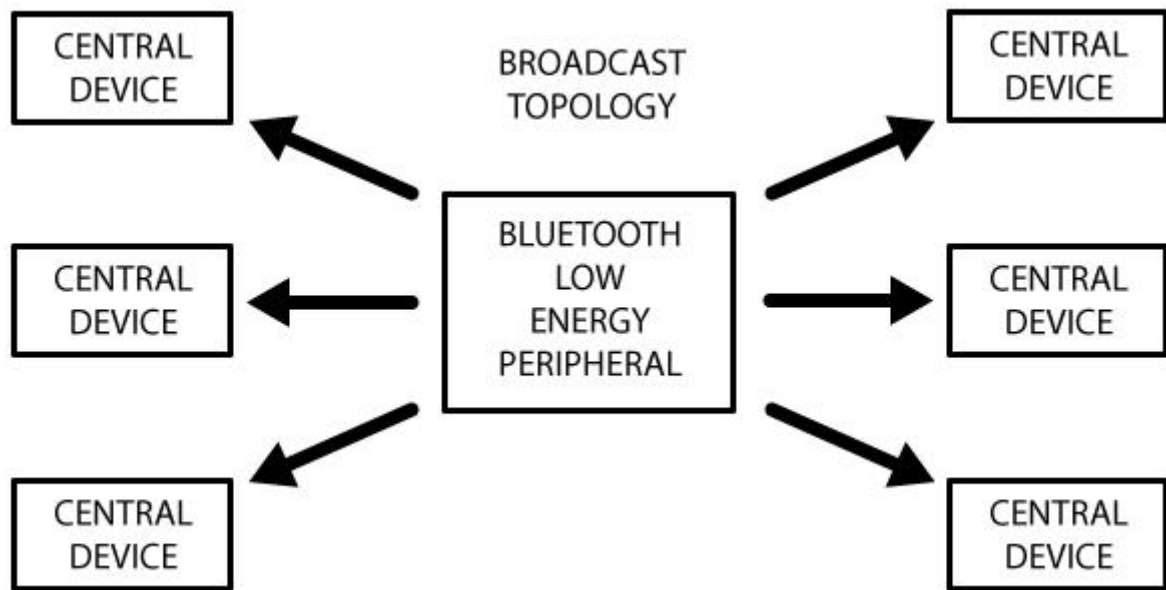 CENTRAL
DEVICE
BROADCAST
TOPOLOGY
CENTRAL
DEVICE
CENTRAL
DEVICE
BLUETOOTH
LOW
ENERGY
PERIPHERAL
CENTRAL
DEVICE
CENTRAL
DEVICE
CENTRAL
DEVICE